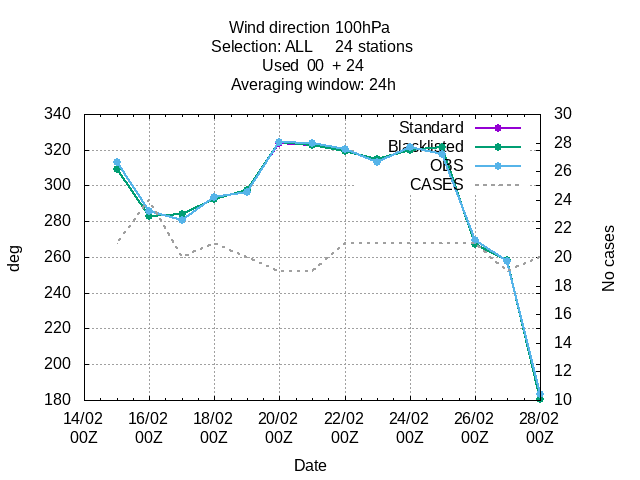 Wind direction 100hPa
Selection: ALL     24 stations
Used  00  + 24
Averaging window: 24h
340
320
300
280
260
240
220
200
180
30
28
26
24
22
20
18
16
14
12
10
Standard
Blacklisted
OBS
CASES
deg
No cases
14/02 16/02 18/02 20/02 22/02 24/02 26/02 28/02
00Z 00Z 00Z 00Z 00Z 00Z 00Z 00Z
Date